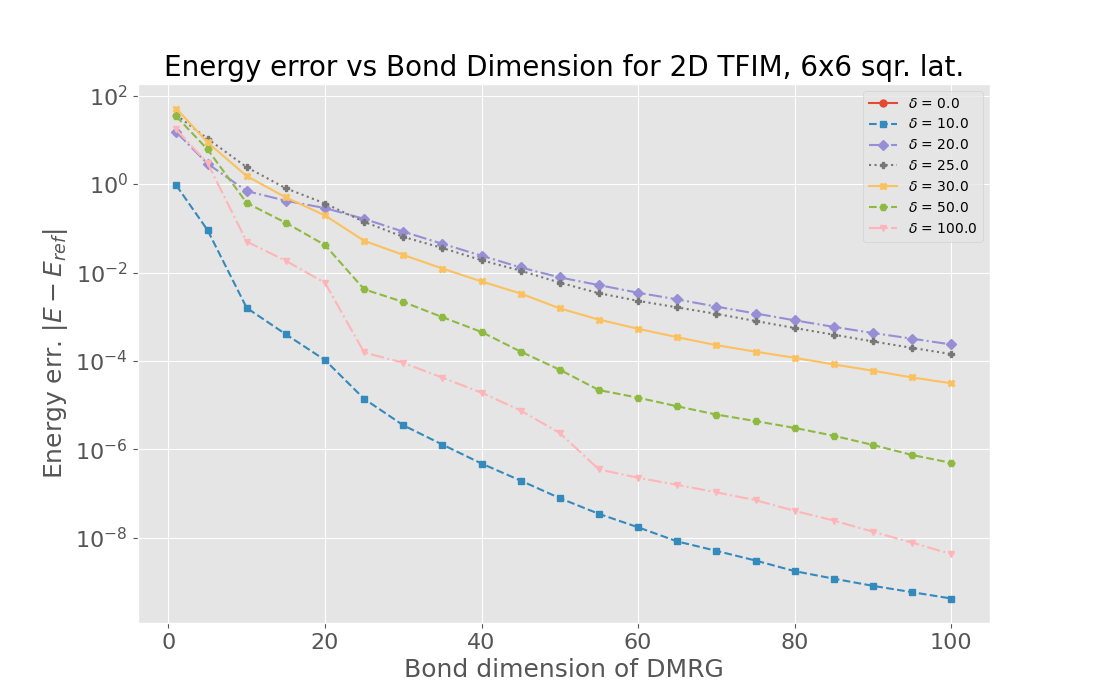 Energy error vs Bond Dimension for 2D TFIM, 6x6 sqr. lat.
Energy err. |E − E_{ref}|
10^2
10^0
10^{−2}
10^{−4}
10^{−6}
10^{−8}
δ = 0.0
δ = 10.0
δ = 20.0
δ = 25.0
δ = 30.0
δ = 50.0
δ = 100.0
0 20 40 60 80 100
Bond dimension of DMRG